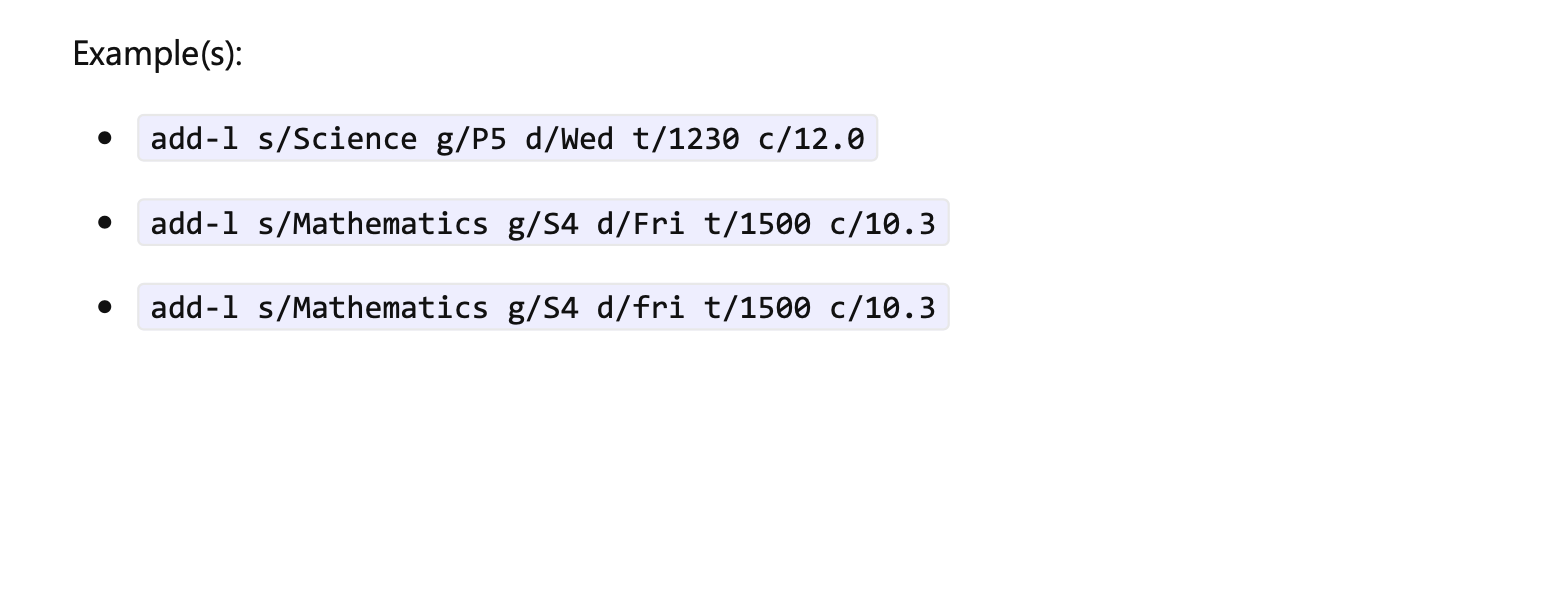 Example(s):
add-l s/Science g/P5 d/Wed t/1230 c/12.0
add-l s/Mathematics g/S4 d/Fri t/1500 c/10.3
add-l s/Mathematics g/S4 d/fri t/1500 c/10.3